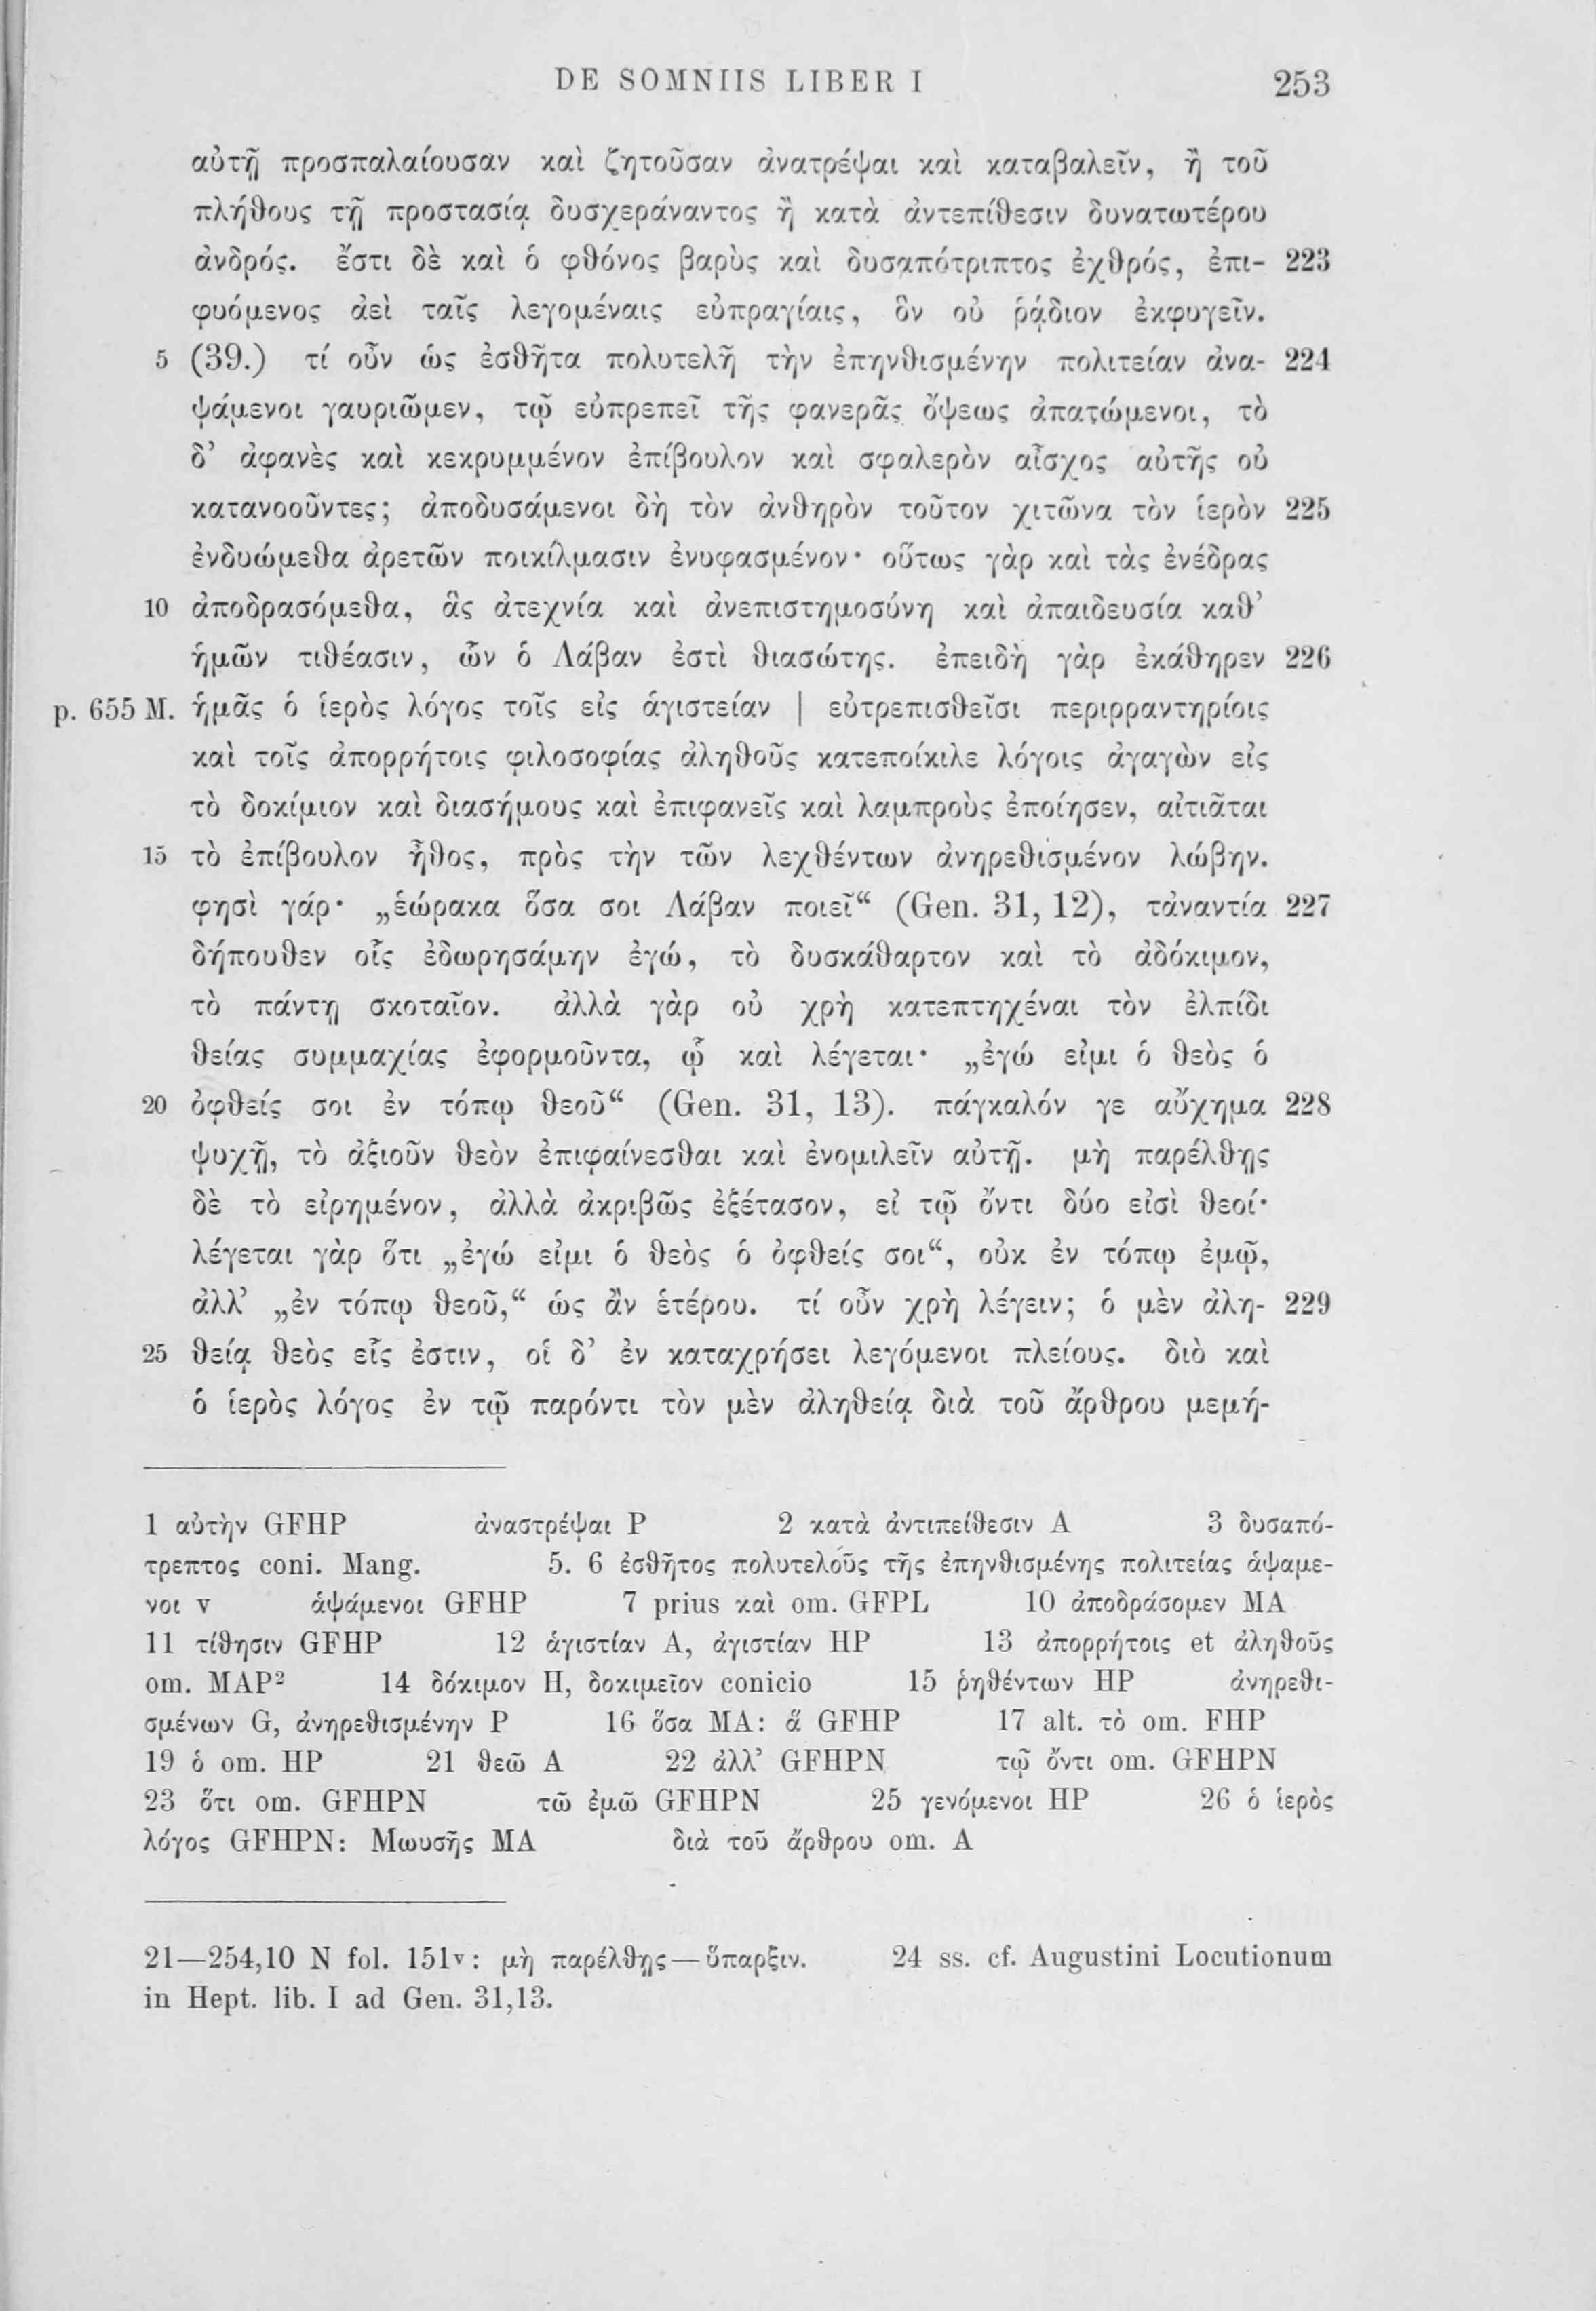 DE SOMNIIS LIBER I 253
αὐτῇ προσπαλαίουσαν καὶ ζητοῦσαν ἀνατρέψαι καὶ καταβαλεῖν, ἢ τοῦ
πλήθους τῇ προστασίᾳ δυσχεράναντος ἢ κατὰ ἀντεπίθεσιν δυνατωτέρου
ἀνδρός. ἔστι δὲ καὶ ὁ φθόνος βαρὺς καὶ δυσαπότριπτος ἐχθρός, ἐπι- 223
φυόμενος ἀεὶ ταῖς λεγομέναις εὐπραγίαις, ὃν οὐ ῥᾴδιον ἐκφυγεῖν.
5 (39.) τί οὖν ὡς ἐσθῆτα πολυτελῆ τὴν ἐπηνθισμένην πολιτείαν ἀνα- 224
ψάμενοι γαυριῶμεν, τῷ εὐπρεπεῖ τῆς φανερᾶς ὄψεως ἀπατώμενοι, τὸ
δ’ ἀφανὲς καὶ κεκρυμμένον ἐπίβουλον καὶ σφαλερὸν αἶσχος αὐτῆς οὐ
κατανοοῦντες; ἀποδυσάμενοι δὴ τὸν ἀνθηρὸν τοῦτον χιτῶνα τὸν ἱερὸν 225
ἐνδυώμεθα ἀρετῶν ποικίλμασιν ἐνυφασμένον· οὕτως γὰρ καὶ τὰς ἐνέδρας
10 ἀποδρασόμεθα, ἃς ἀτεχνία καὶ ἀνεπιστημοσύνη καὶ ἀπαιδευσία καθ’
ἡμῶν τιθέασιν, ὧν ὁ Λάβαν ἐστὶ θιασώτης. ἐπειδὴ γὰρ ἐκάθηρεν 226
p. 655 M. ἡμᾶς ὁ ἱερὸς λόγος τοῖς εἰς ἁγιστείαν | εὐτρεπισθεῖσι περιρραντηρίοις
καὶ τοῖς ἀπορρήτοις φιλοσοφίας ἀληθοῦς κατεποίκιλε λόγοις ἀγαγὼν εἰς
τὸ δοκίμιον καὶ διασήμους καὶ ἐπιφανεῖς καὶ λαμπροὺς ἐποίησεν, αἰτιᾶται
15 τὸ ἐπίβουλον ἦθος, πρὸς τὴν τῶν λεχθέντων ἀνηρεθισμένον λώβην.
φησὶ γάρ· „ἑώρακα ὅσα σοι Λάβαν ποιεῖ“ (Gen. 31, 12), τἀναντία 227
δήπουθεν οἷς ἐδωρησάμην ἐγώ, τὸ δυσκάθαρτον καὶ τὸ ἀδόκιμον,
τὸ πάντῃ σκοταῖον. ἀλλὰ γὰρ οὐ χρὴ κατεπτηχέναι τὸν ἐλπίδι
θείας συμμαχίας ἐφορμοῦντα, ᾧ καὶ λέγεται· „ἐγώ εἰμι ὁ θεὸς ὁ
20 ὀφθείς σοι ἐν τόπῳ θεοῦ“ (Gen. 31, 13). πάγκαλόν γε αὔχημα 228
ψυχῇ, τὸ ἀξιοῦν θεὸν ἐπιφαίνεσθαι καὶ ἐνομιλεῖν αὐτῇ. μὴ παρέλθῃς
δὲ τὸ εἰρημένον, ἀλλὰ ἀκριβῶς ἐξέτασον, εἰ τῷ ὄντι δύο εἰσὶ θεοί·
λέγεται γὰρ ὅτι „ἐγώ εἰμι ὁ θεὸς ὁ ὀφθείς σοι“, οὐκ ἐν τόπῳ ἐμῷ,
ἀλλ’ „ἐν τόπῳ θεοῦ,“ ὡς ἂν ἑτέρου. τί οὖν χρὴ λέγειν; ὁ μὲν ἀλη- 229
25 θείᾳ θεὸς εἷς ἐστιν, οἱ δ’ ἐν καταχρήσει λεγόμενοι πλείους. διὸ καὶ
ὁ ἱερὸς λόγος ἐν τῷ παρόντι τὸν μὲν ἀληθείᾳ διὰ τοῦ ἄρθρου μεμή-
1 αὐτὴν GFHP ἀναστρέψαι P 2 κατὰ ἀντιπείθεσιν A 3 δυσαπό-
τρεπτος coni. Mang. 5. 6 ἐσθῆτος πολυτελοῦς τῆς ἐπηνθισμένης πολιτείας ἁψαμε-
νοι v ἁψάμενοι GFHP 7 prius καὶ om. GFPL 10 ἀποδράσομεν MA
11 τίθησιν GFHP 12 ἁγιστίαν A, ἀγιστίαν HP 13 ἀπορρήτοις et ἀληθοῦς
om. MAP² 14 δόκιμον H, δοκιμεῖον conicio 15 ῥηθέντων HP ἀνηρεθι-
σμένων G, ἀνηρεθισμένην P 16 ὅσα MA: ἃ GFHP 17 alt. τὸ om. FHP
19 ὁ om. HP 21 θεῶ A 22 ἀλλ’ GFHPN τῷ ὄντι om. GFHPN
23 ὅτι om. GFHPN τῶ ἐμῶ GFHPN 25 γενόμενοι HP 26 ὁ ἱερὸς
λόγος GFHPN: Μωυσῆς MA διὰ τοῦ ἄρθρου om. A
21—254,10 N fol. 151v: μὴ παρέλθῃς—ὕπαρξιν. 24 ss. cf. Augustini Locutionum
in Hept. lib. I ad Gen. 31,13.